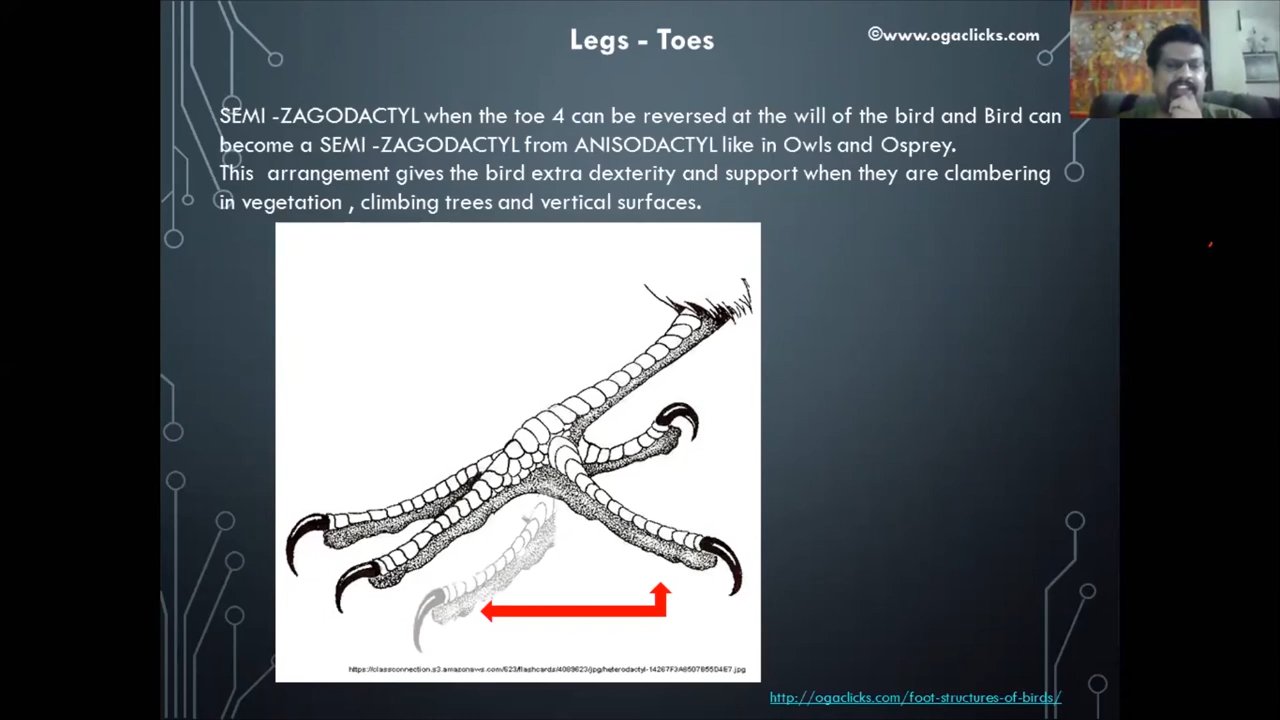 Legs - Toes
©www.ogaclicks.com
SEMI -ZAGODACTYL when the toe 4 can be reversed at the will of the bird and Bird can
become a SEMI -ZAGODACTYL from ANISODACTYL like in Owls and Osprey.
This arrangement gives the bird extra dexterity and support when they are clambering
in vegetation , climbing trees and vertical surfaces.
http://ogaclicks.com/foot-structures-of-birds/